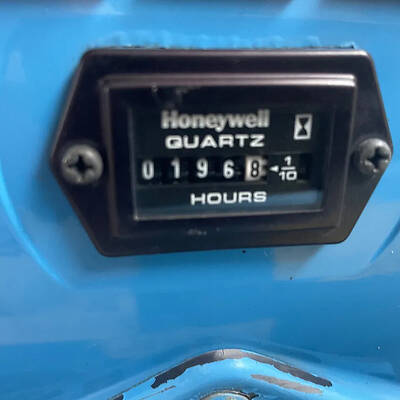 Honeywell
QUARTZ
01968 ◄ 1/10
HOURS